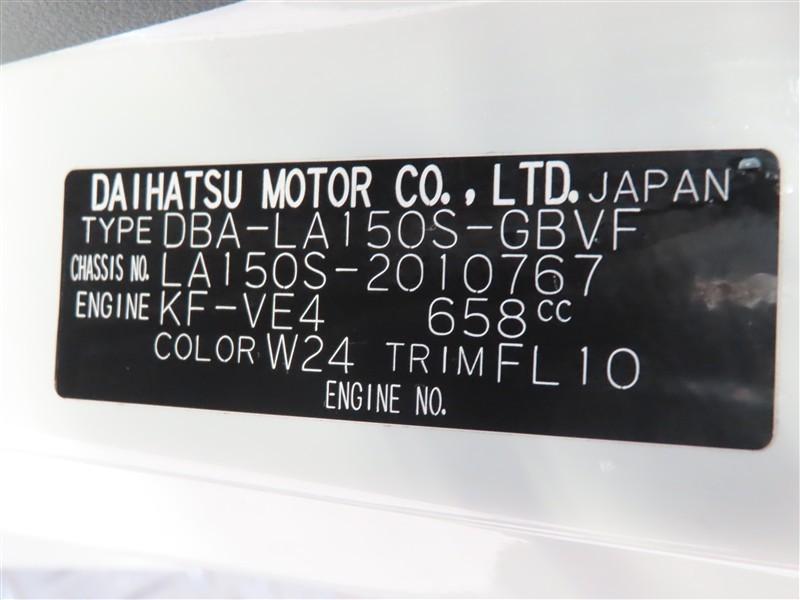 DAIHATSU MOTOR CO., LTD. JAPAN
TYPE DBA-LA150S-GBVF
CHASSIS NO. LA150S-2010767
ENGINE KF-VE4 658cc
COLOR W24 TRIM FL10
ENGINE NO.